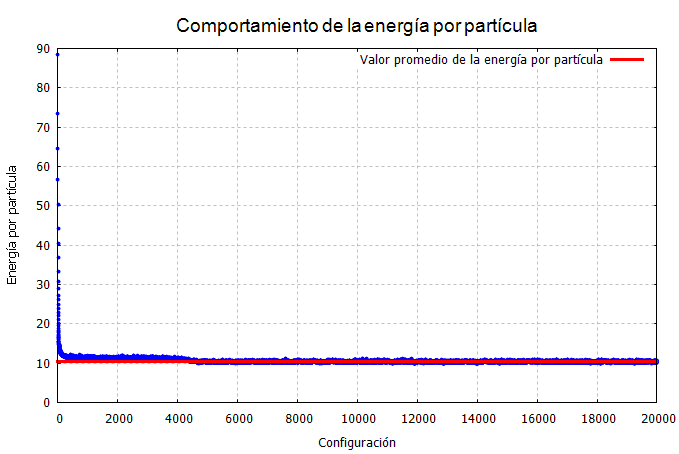 Comportamiento de la energía por partícula
Valor promedio de la energía por partícula
Energía por partícula
90
80
70
60
50
40
30
20
10
0
0 2000 4000 6000 8000 10000 12000 14000 16000 18000 20000
Configuración